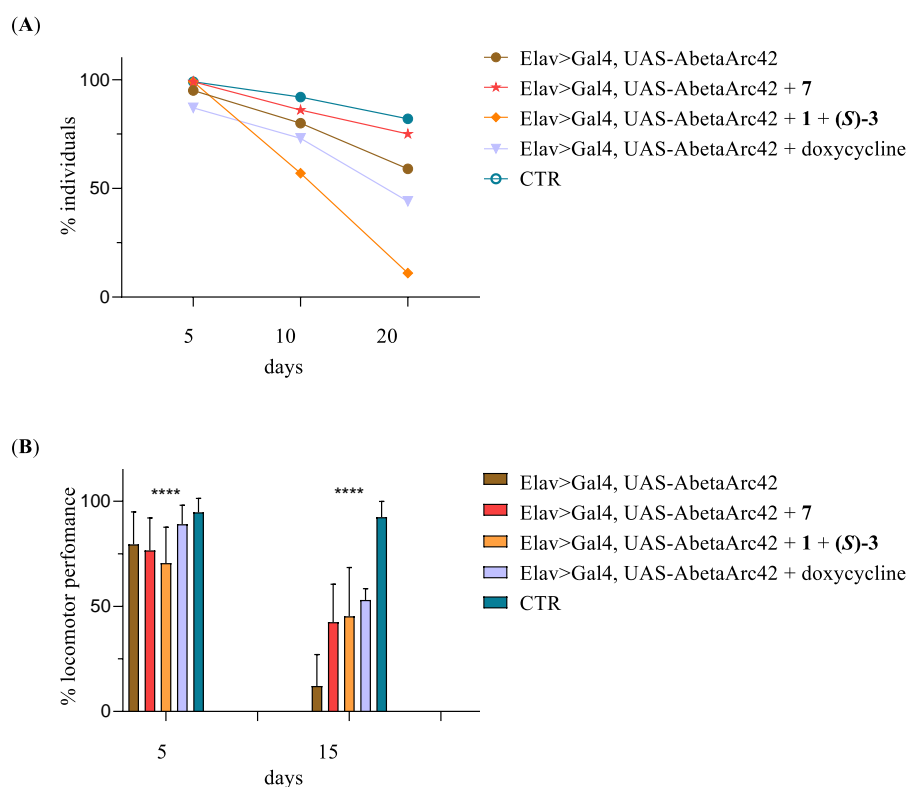 (A)
% individuals
100
50
0
5 10 20
days
Elav>Gal4, UAS-AbetaArc42
Elav>Gal4, UAS-AbetaArc42 + 7
Elav>Gal4, UAS-AbetaArc42 + 1 + (S)-3
Elav>Gal4, UAS-AbetaArc42 + doxycycline
CTR
(B)
% locomotor perfomance
100
50
0
**** ****
5 15
days
Elav>Gal4, UAS-AbetaArc42
Elav>Gal4, UAS-AbetaArc42 + 7
Elav>Gal4, UAS-AbetaArc42 + 1 + (S)-3
Elav>Gal4, UAS-AbetaArc42 + doxycycline
CTR